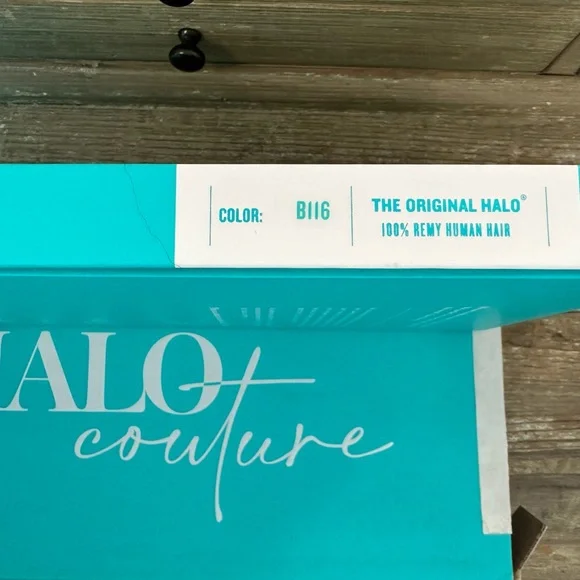 COLOR: B116
THE ORIGINAL HALO®
100% REMY HUMAN HAIR
HALO
couture